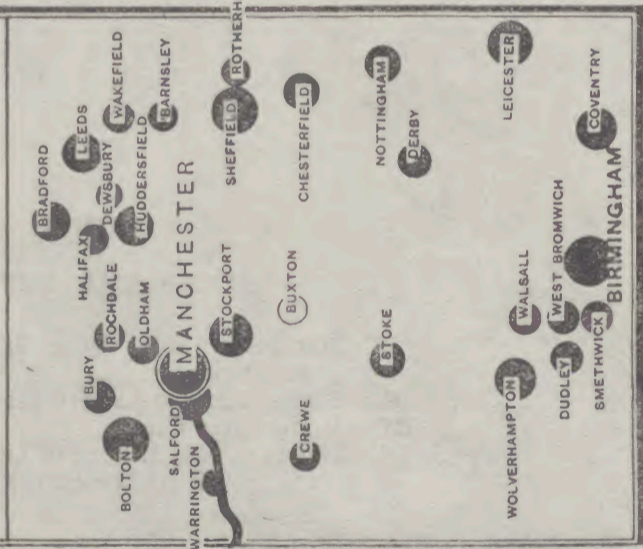 BRADFORD
LEEDS
WAKEFIELD
BARNSLEY
DEWSBURY
HUDDERSFIELD
HALIFAX
ROCHDALE
OLDHAM
BURY
BOLTON
MANCHESTER
SALFORD
WARRINGTON
STOCKPORT
SHEFFIELD
ROTHERH
CHESTERFIELD
BUXTON
CREWE
STOKE
NOTTINGHAM
DERBY
LEICESTER
COVENTRY
WALSALL
WEST BROMWICH
BIRMINGHAM
WOLVERHAMPTON
DUDLEY
SMETHWICK